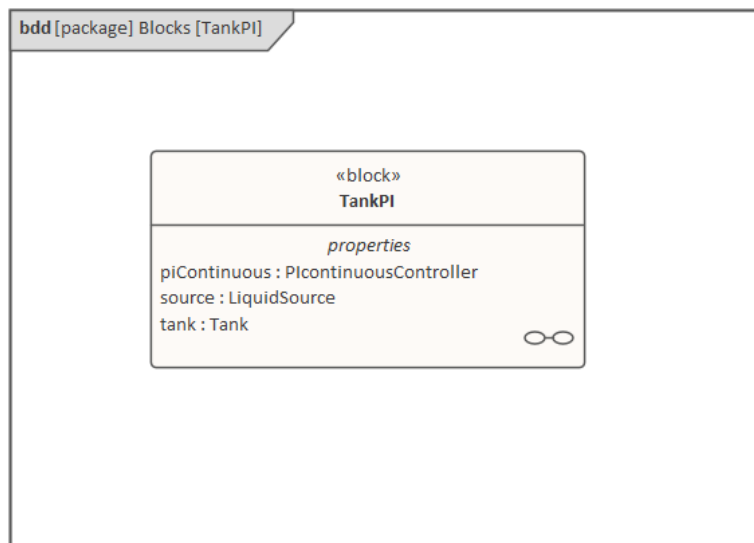 bdd [package] Blocks [TankPI]
«block»
TankPI
properties
piContinuous : PIcontinuousController
source : LiquidSource
tank : Tank